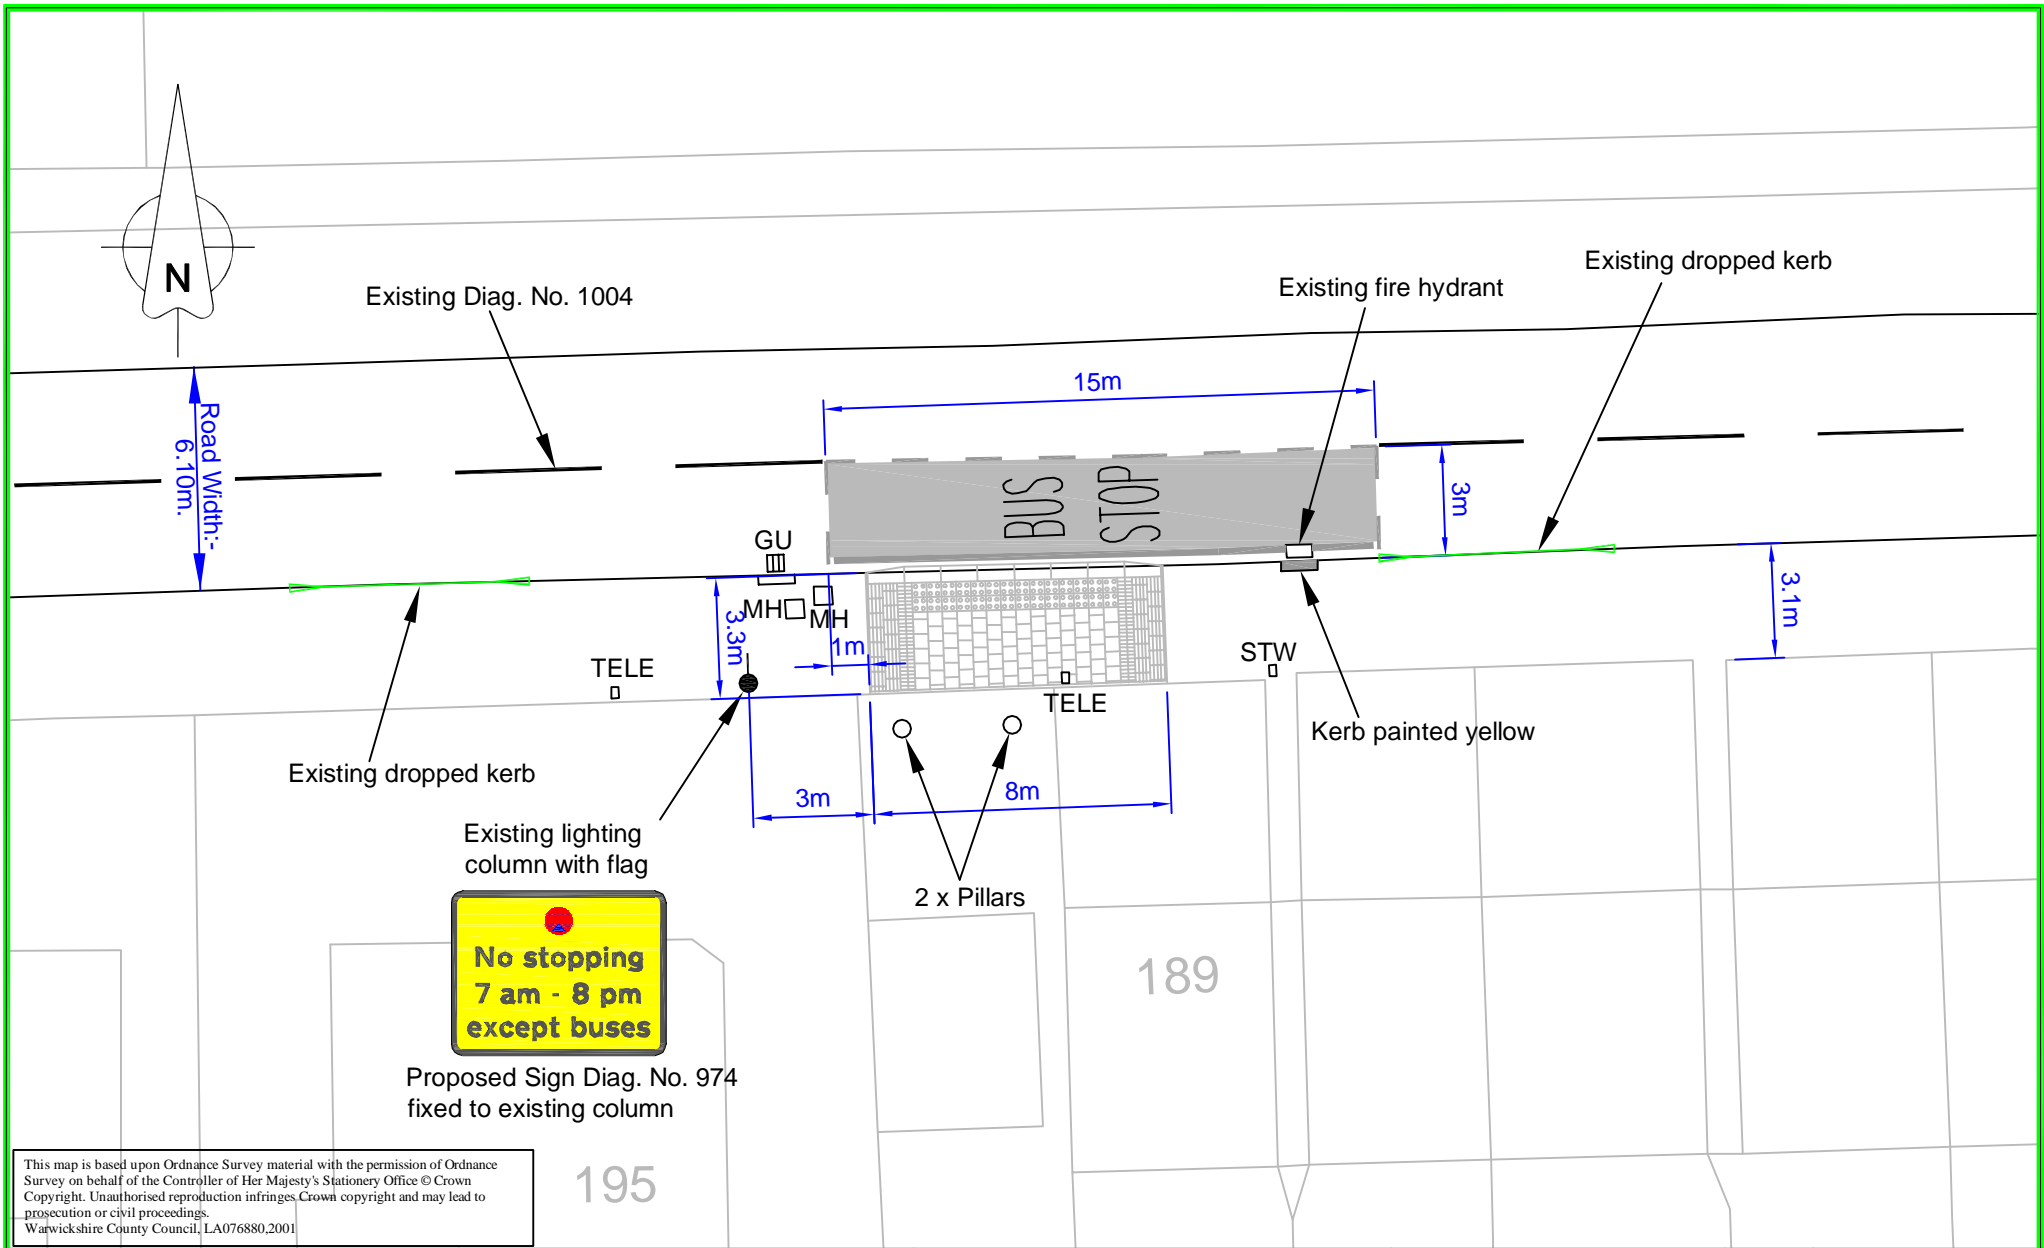 N
Existing Diag. No. 1004
Existing fire hydrant
Existing dropped kerb
15m
Road Width:-
6.10m.
BUS
STOP
3m
GU
MH
MH
3.3m
1m
3.1m
TELE
STW
TELE
Kerb painted yellow
Existing dropped kerb
3m
8m
Existing lighting
column with flag
2 x Pillars
No stopping
7 am - 8 pm
except buses
189
Proposed Sign Diag. No. 974
fixed to existing column
195
This map is based upon Ordnance Survey material with the permission of Ordnance
Survey on behalf of the Controller of Her Majesty's Stationery Office © Crown
Copyright. Unauthorised reproduction infringes Crown copyright and may lead to
prosecution or civil proceedings.
Warwickshire County Council, LA076880,2001